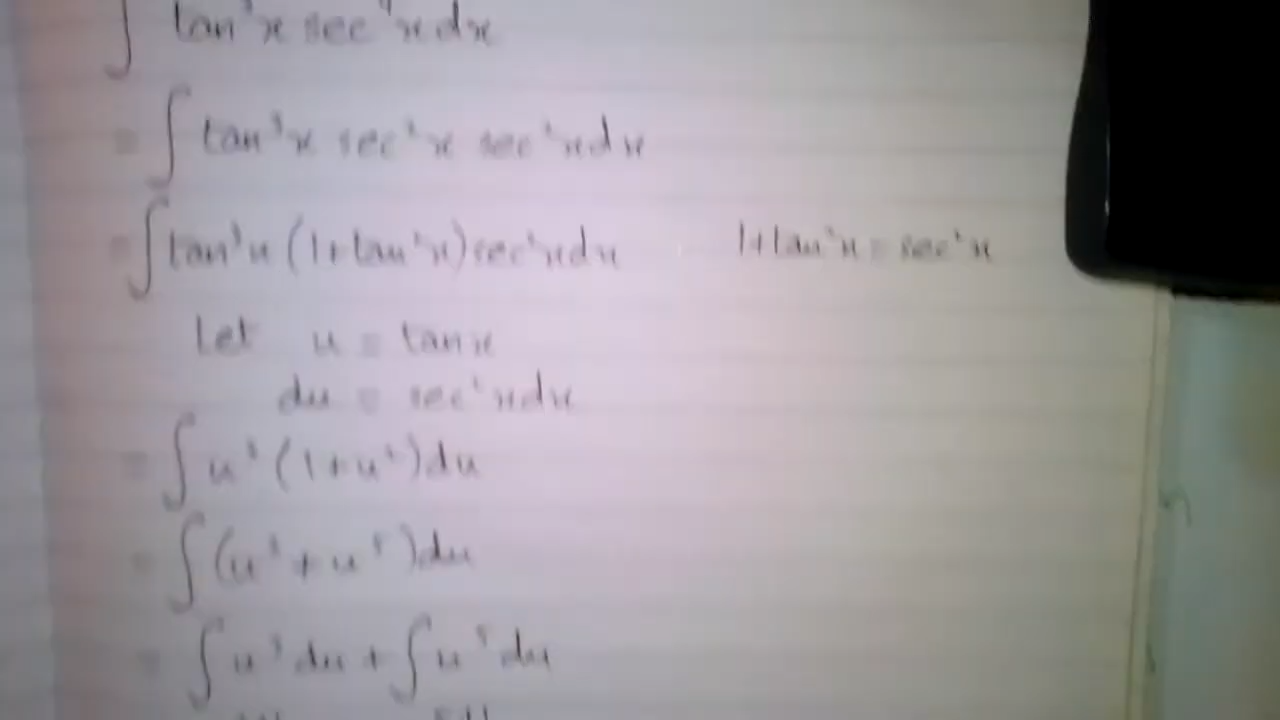 ∫ tan³x sec⁴x dx
= ∫ tan³x sec²x sec²x dx
= ∫ tan³x (1+tan²x) sec²x dx 1+tan²x = sec²x
Let u = tan x
du = sec²x dx
= ∫ u³ (1+u²) du
= ∫ (u³ + u⁵) du
= ∫ u³ du + ∫ u⁵ du